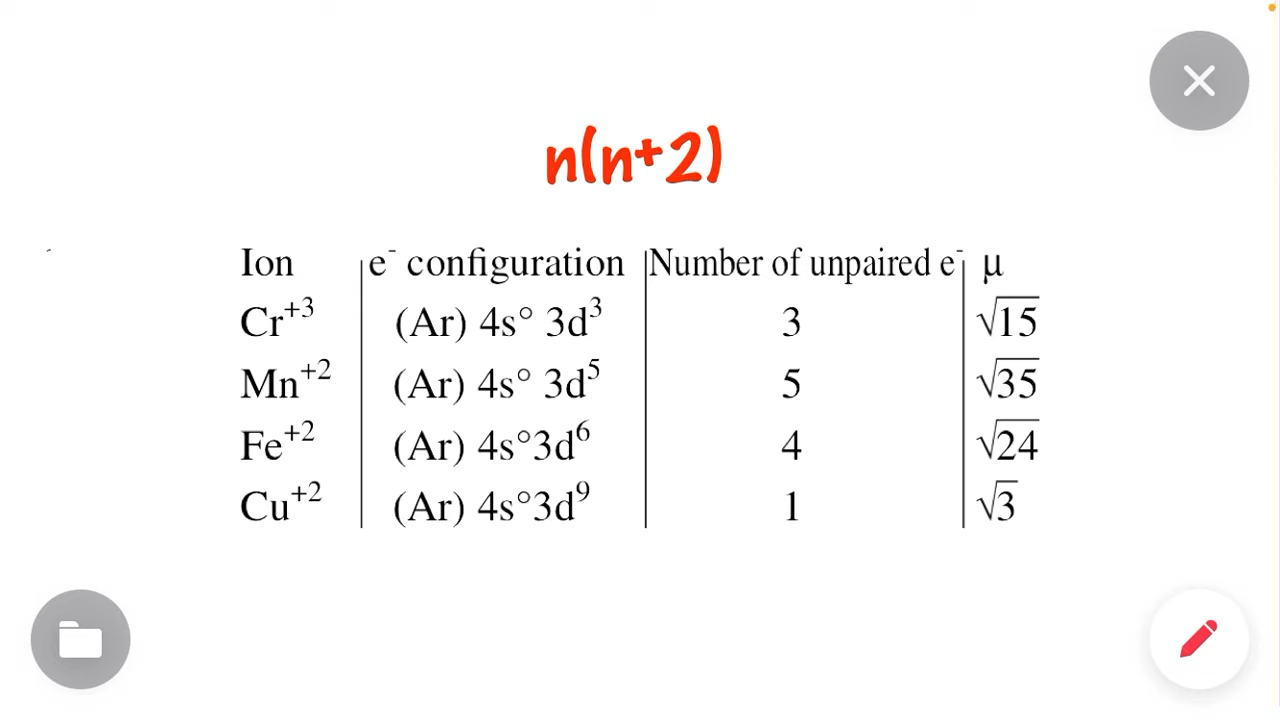 n(n+2)
Ion e⁻ configuration Number of unpaired e⁻ μ
Cr⁺³ (Ar) 4s° 3d³ 3 √15
Mn⁺² (Ar) 4s° 3d⁵ 5 √35
Fe⁺² (Ar) 4s°3d⁶ 4 √24
Cu⁺² (Ar) 4s°3d⁹ 1 √3